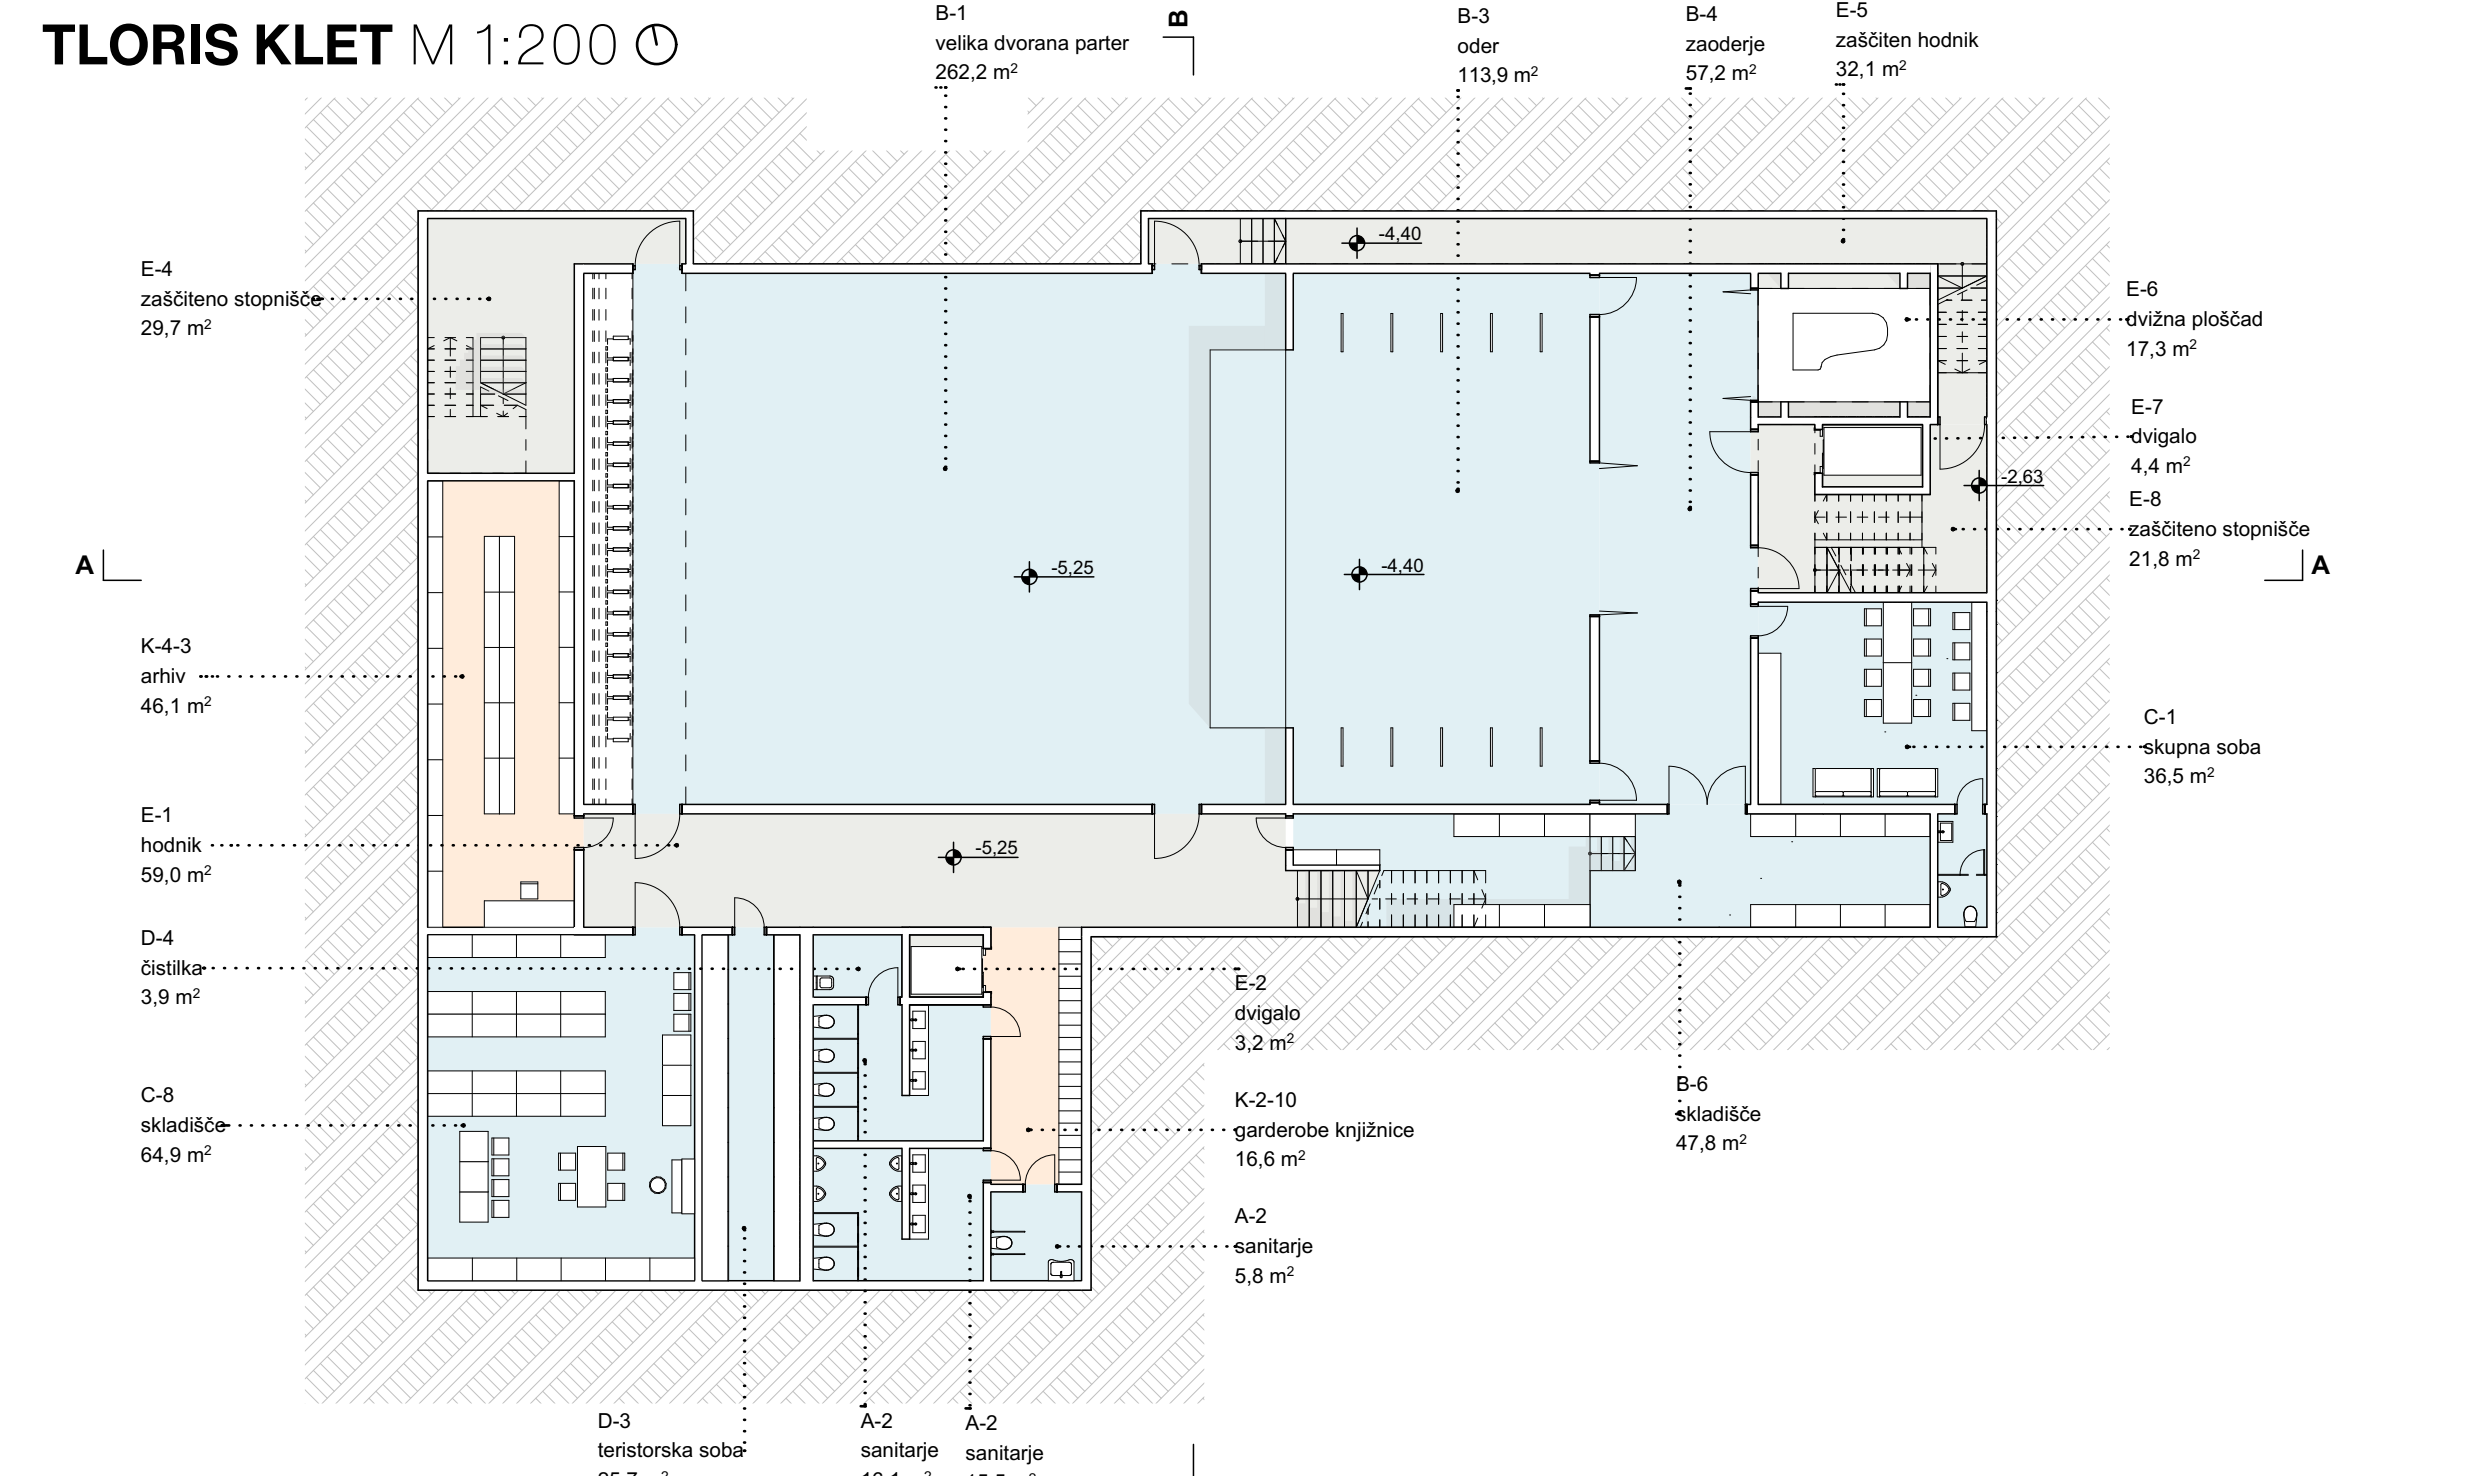 TLORIS KLET M 1:200
B-1
velika dvorana parter
262,2 m²
B
B-3
oder
113,9 m²
B-4
zaoderje
57,2 m²
E-5
zaščiten hodnik
32,1 m²
-4,40
E-4
zaščiteno stopnišče
29,7 m²
E-6
dvižna ploščad
17,3 m²
E-7
dvigalo
4,4 m²
-2,63
E-8
zaščiteno stopnišče
21,8 m²
A
A
-5,25
-4,40
K-4-3
arhiv
46,1 m²
C-1
skupna soba
36,5 m²
E-1
hodnik
59,0 m²
-5,25
D-4
čistilka
3,9 m²
E-2
dvigalo
3,2 m²
C-8
skladišče
64,9 m²
K-2-10
garderobe knjižnice
16,6 m²
B-6
skladišče
47,8 m²
A-2
sanitarje
5,8 m²
D-3
teristorska soba
A-2
sanitarje
A-2
sanitarje